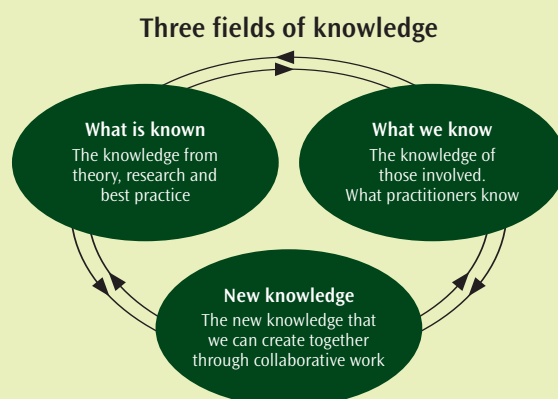 Three fields of knowledge
What is known
The knowledge from
theory, research and
best practice
What we know
The knowledge of
those involved.
What practitioners know
New knowledge
The new knowledge that
we can create together
through collaborative work